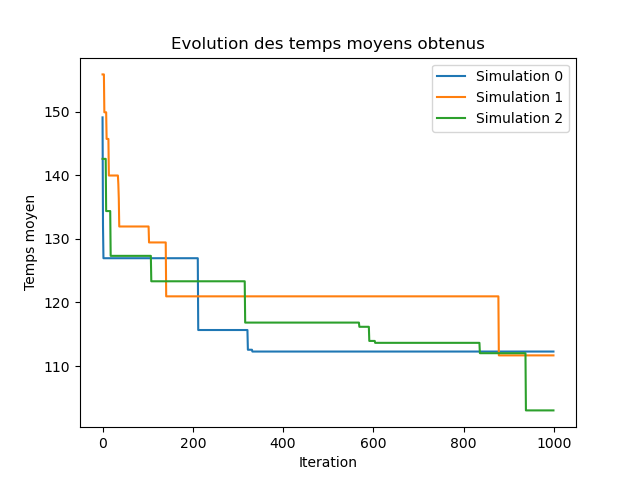 Evolution des temps moyens obtenus
Simulation 0
Simulation 1
Simulation 2
Temps moyen
150
140
130
120
110
0 200 400 600 800 1000
Iteration